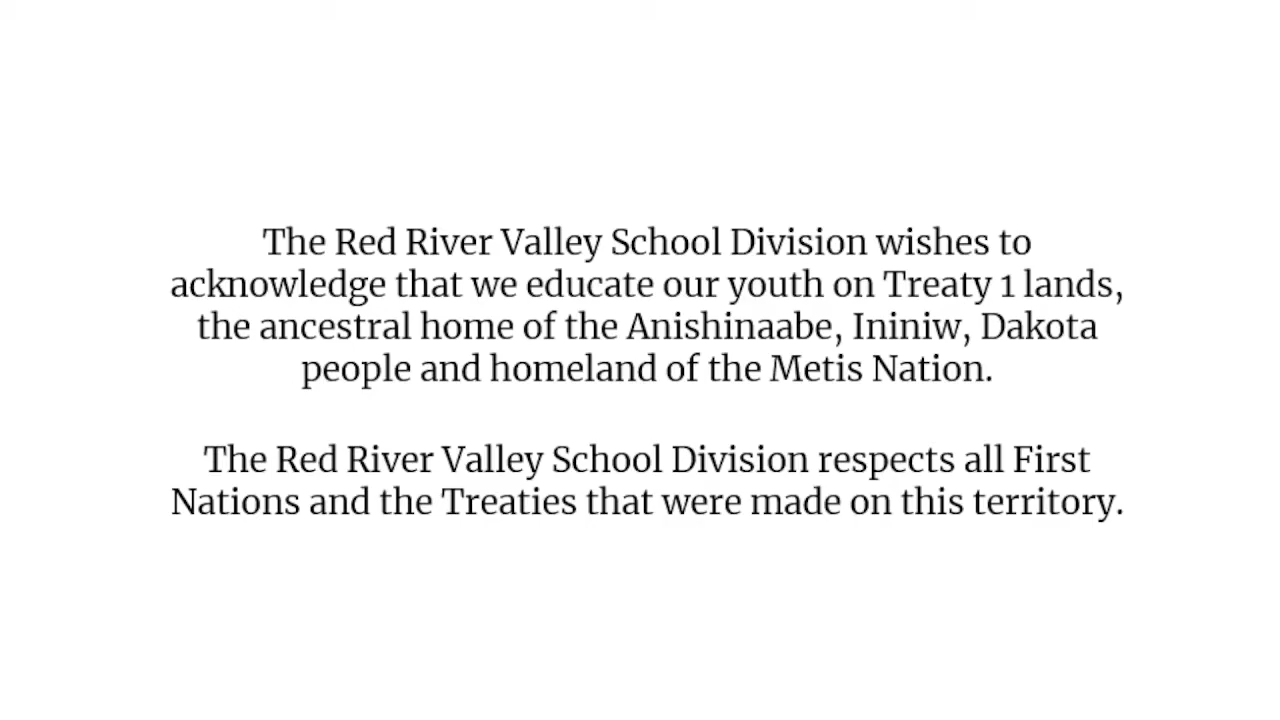 The Red River Valley School Division wishes to
acknowledge that we educate our youth on Treaty 1 lands,
the ancestral home of the Anishinaabe, Ininiw, Dakota
people and homeland of the Metis Nation.
The Red River Valley School Division respects all First
Nations and the Treaties that were made on this territory.